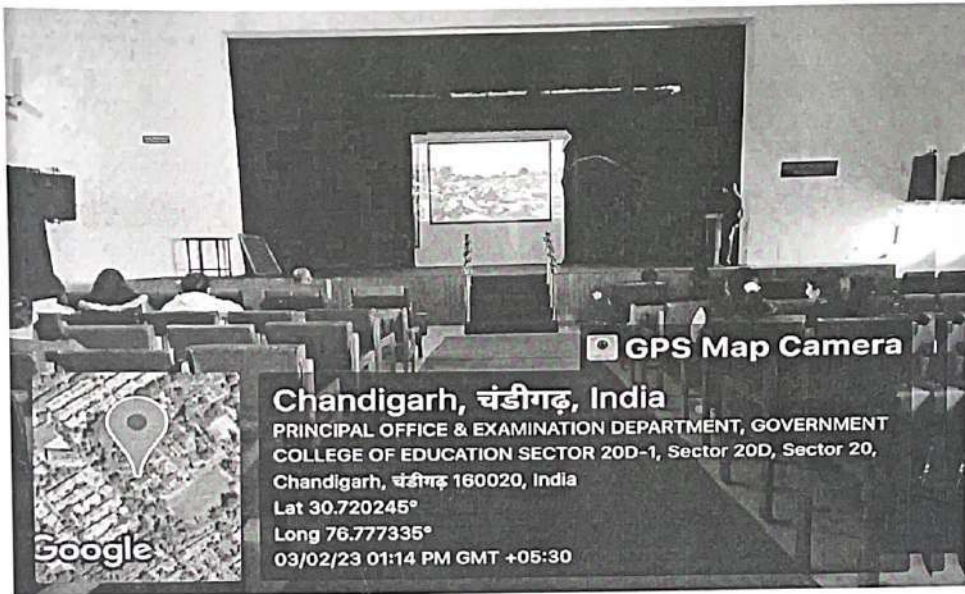 GPS Map Camera
Chandigarh, चंडीगढ़, India
PRINCIPAL OFFICE & EXAMINATION DEPARTMENT, GOVERNMENT
COLLEGE OF EDUCATION SECTOR 20D-1, Sector 20D, Sector 20,
Chandigarh, चंडीगढ़ 160020, India
Lat 30.720245°
Long 76.777335°
03/02/23 01:14 PM GMT +05:30
Google